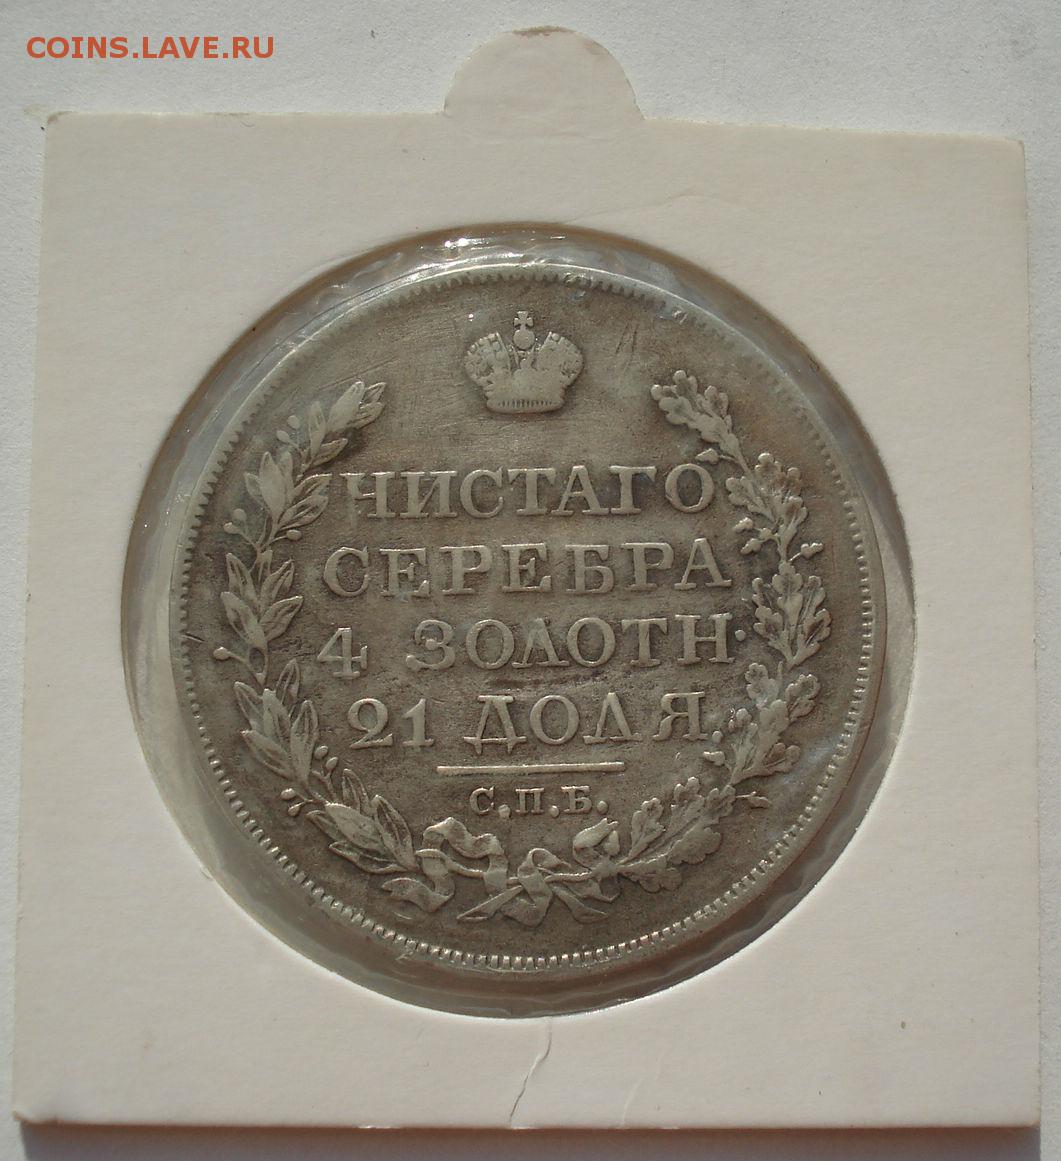 COINS.LAVE.RU
ЧИСТАГО
СЕРЕБРА
4 ЗОЛОТН·
21 ДОЛЯ
С.П.Б.